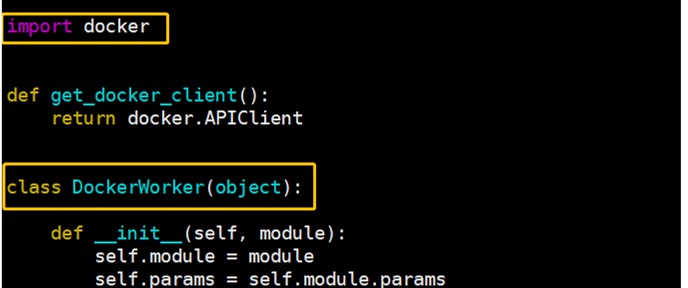 import docker
def get_docker_client():
    return docker.APIClient
class DockerWorker(object):
    def __init__(self, module):
        self.module = module
        self.params = self.module.params